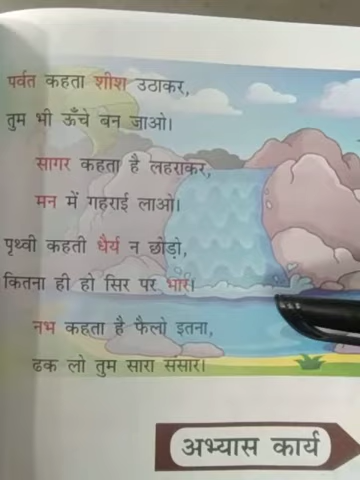 पर्वत कहता शीश उठाकर,
तुम भी ऊँचे बन जाओ।
सागर कहता है लहराकर,
मन में गहराई लाओ।
पृथ्वी कहती धैर्य न छोड़ो,
कितना ही हो सिर पर भार।
नभ कहता है फैलो इतना,
ढक लो तुम सारा संसार।
अभ्यास कार्य